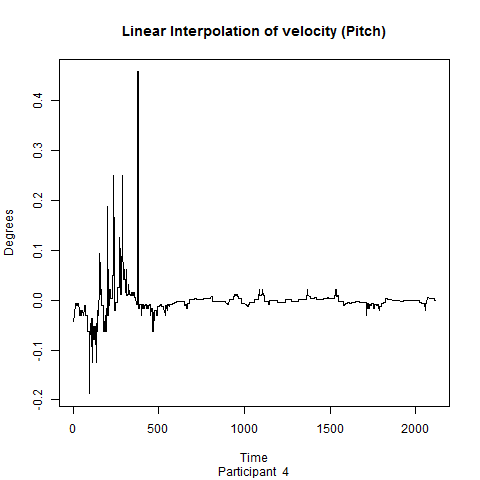 Linear Interpolation of velocity (Pitch)
Degrees
0.4
0.3
0.2
0.1
0.0
-0.1
-0.2
0 500 1000 1500 2000
Time
Participant 4